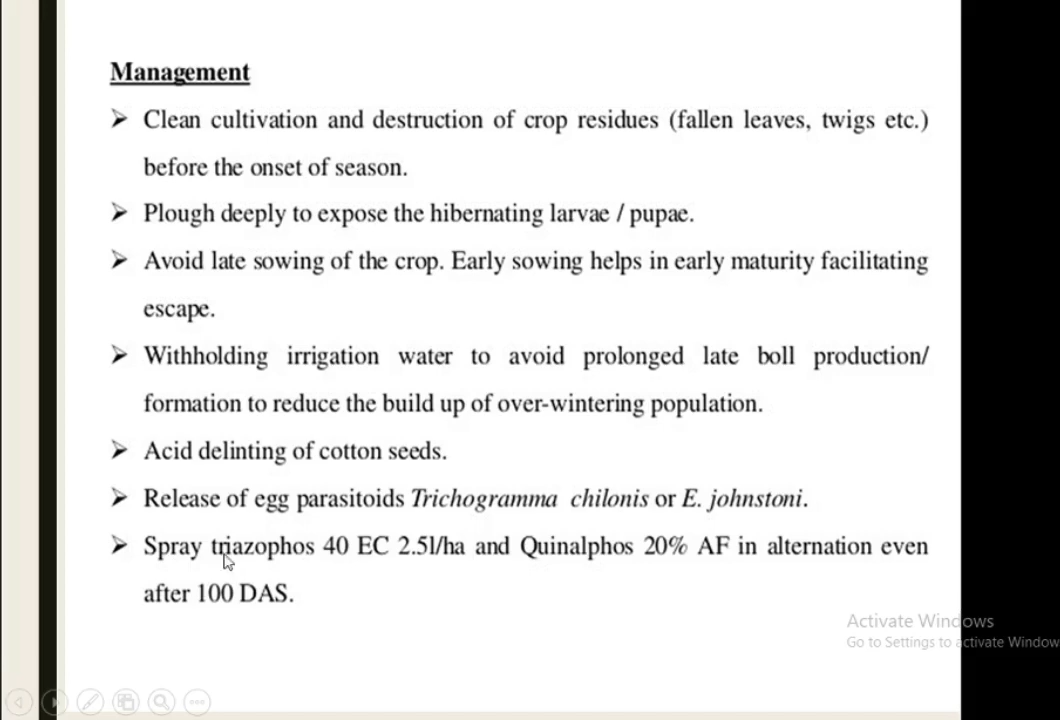 Management
➢ Clean cultivation and destruction of crop residues (fallen leaves, twigs etc.)
before the onset of season.
➢ Plough deeply to expose the hibernating larvae / pupae.
➢ Avoid late sowing of the crop. Early sowing helps in early maturity facilitating
escape.
➢ Withholding irrigation water to avoid prolonged late boll production/
formation to reduce the build up of over-wintering population.
➢ Acid delinting of cotton seeds.
➢ Release of egg parasitoids Trichogramma chilonis or E. johnstoni.
➢ Spray triazophos 40 EC 2.5l/ha and Quinalphos 20% AF in alternation even
after 100 DAS.
Activate Windows
Go to Settings to activate Window